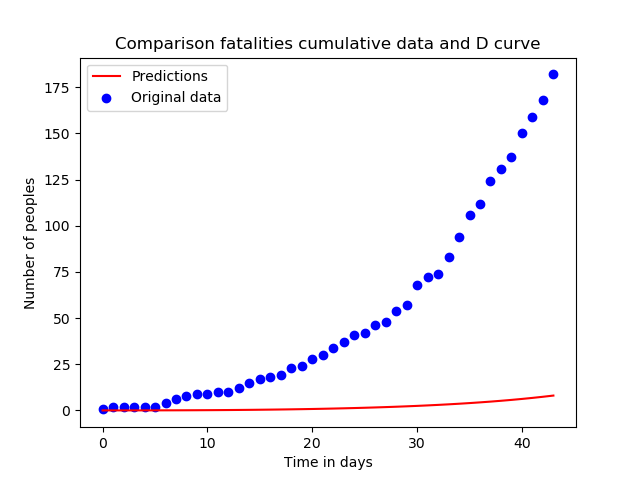 Comparison fatalities cumulative data and D curve
Predictions
Original data
175
150
125
100
75
50
25
0
Number of peoples
0 10 20 30 40
Time in days